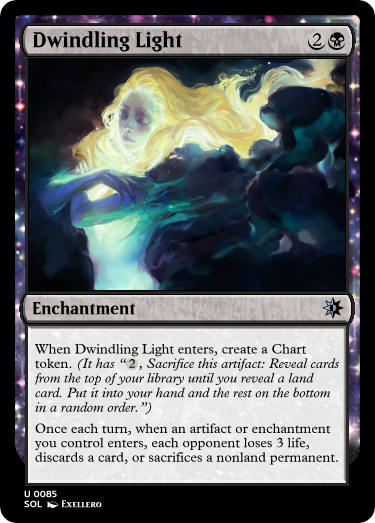 Dwindling Light 2
Enchantment
When Dwindling Light enters, create a Chart
token. (It has “2, Sacrifice this artifact: Reveal cards
from the top of your library until you reveal a land
card. Put it into your hand and the rest on the bottom
in a random order.”)
Once each turn, when an artifact or enchantment
you control enters, each opponent loses 3 life,
discards a card, or sacrifices a nonland permanent.
U 0085
SOL Exellero